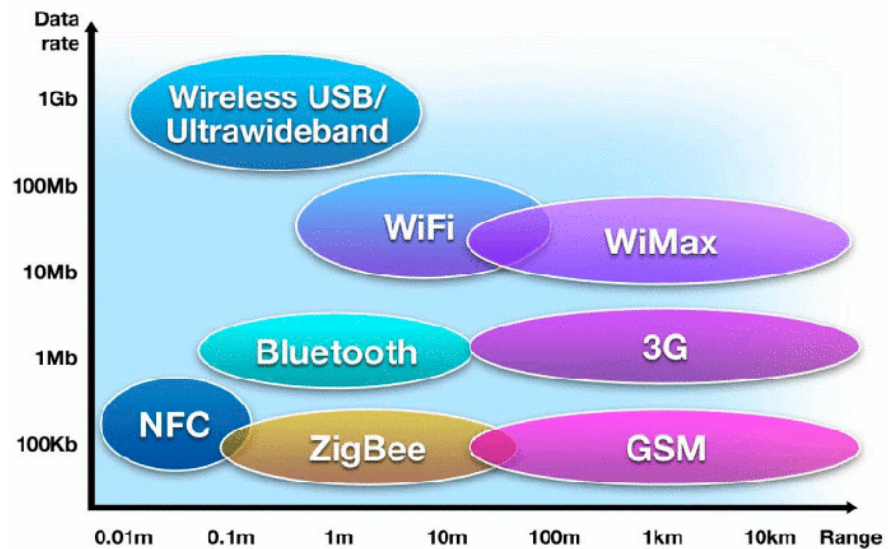 Data
rate
1Gb
Wireless USB/
Ultrawideband
100Mb
WiFi
WiMax
10Mb
Bluetooth
3G
1Mb
NFC
ZigBee
GSM
100Kb
0.01m 0.1m 1m 10m 100m 1km 10km Range